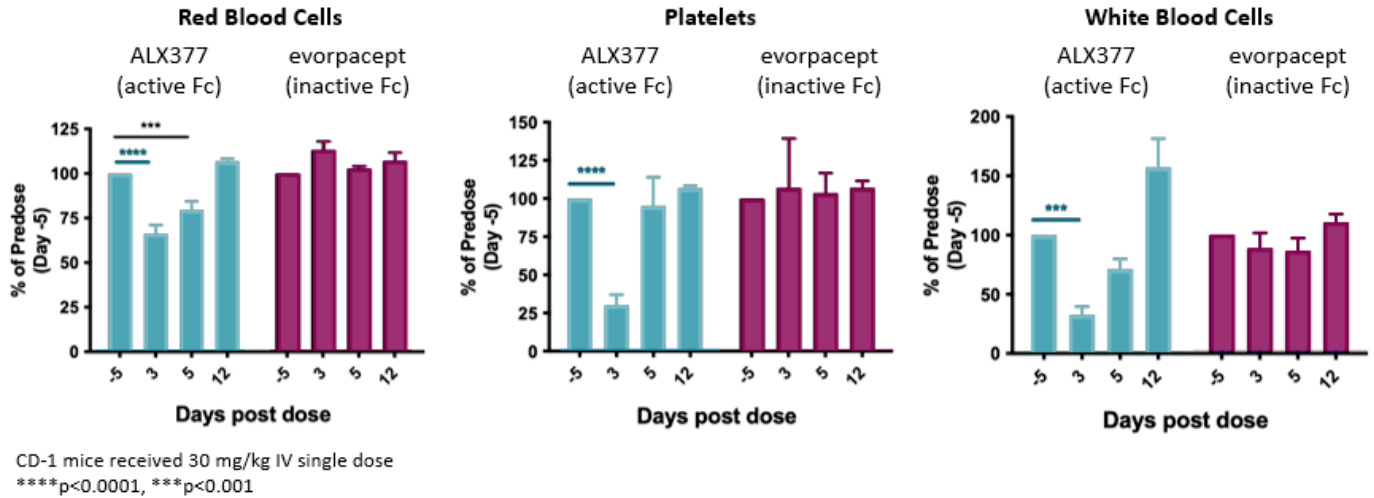 Red Blood Cells
ALX377
(active Fc)
evorpacept
(inactive Fc)
% of Predose
(Day -5)
125
100
75
50
25
0
***
****
-5 3 5 12 -5 3 5 12
Days post dose
Platelets
ALX377
(active Fc)
evorpacept
(inactive Fc)
% of Predose
(Day -5)
150
125
100
75
50
25
0
****
-5 3 5 12 -5 3 5 12
Days post dose
White Blood Cells
ALX377
(active Fc)
evorpacept
(inactive Fc)
% of Predose
(Day -5)
200
150
100
50
0
***
-5 3 5 12 -5 3 5 12
Days post dose
CD-1 mice received 30 mg/kg IV single dose
****p<0.0001, ***p<0.001